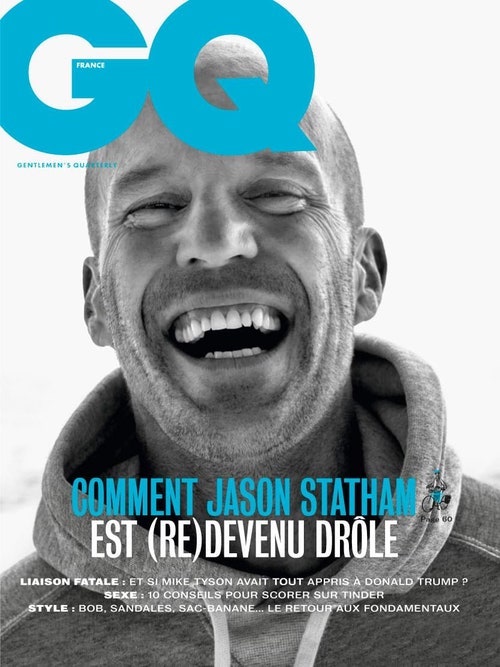 GQ
FRANCE
GENTLEMEN'S QUARTERLY
COMMENT JASON STATHAM
EST (RE)DEVENU DRÔLE
Page 60
LIAISON FATALE : ET SI MIKE TYSON AVAIT TOUT APPRIS À DONALD TRUMP ?
SEXE : 10 CONSEILS POUR SCORER SUR TINDER
STYLE : BOB, SANDALES, SAC-BANANE... LE RETOUR AUX FONDAMENTAUX